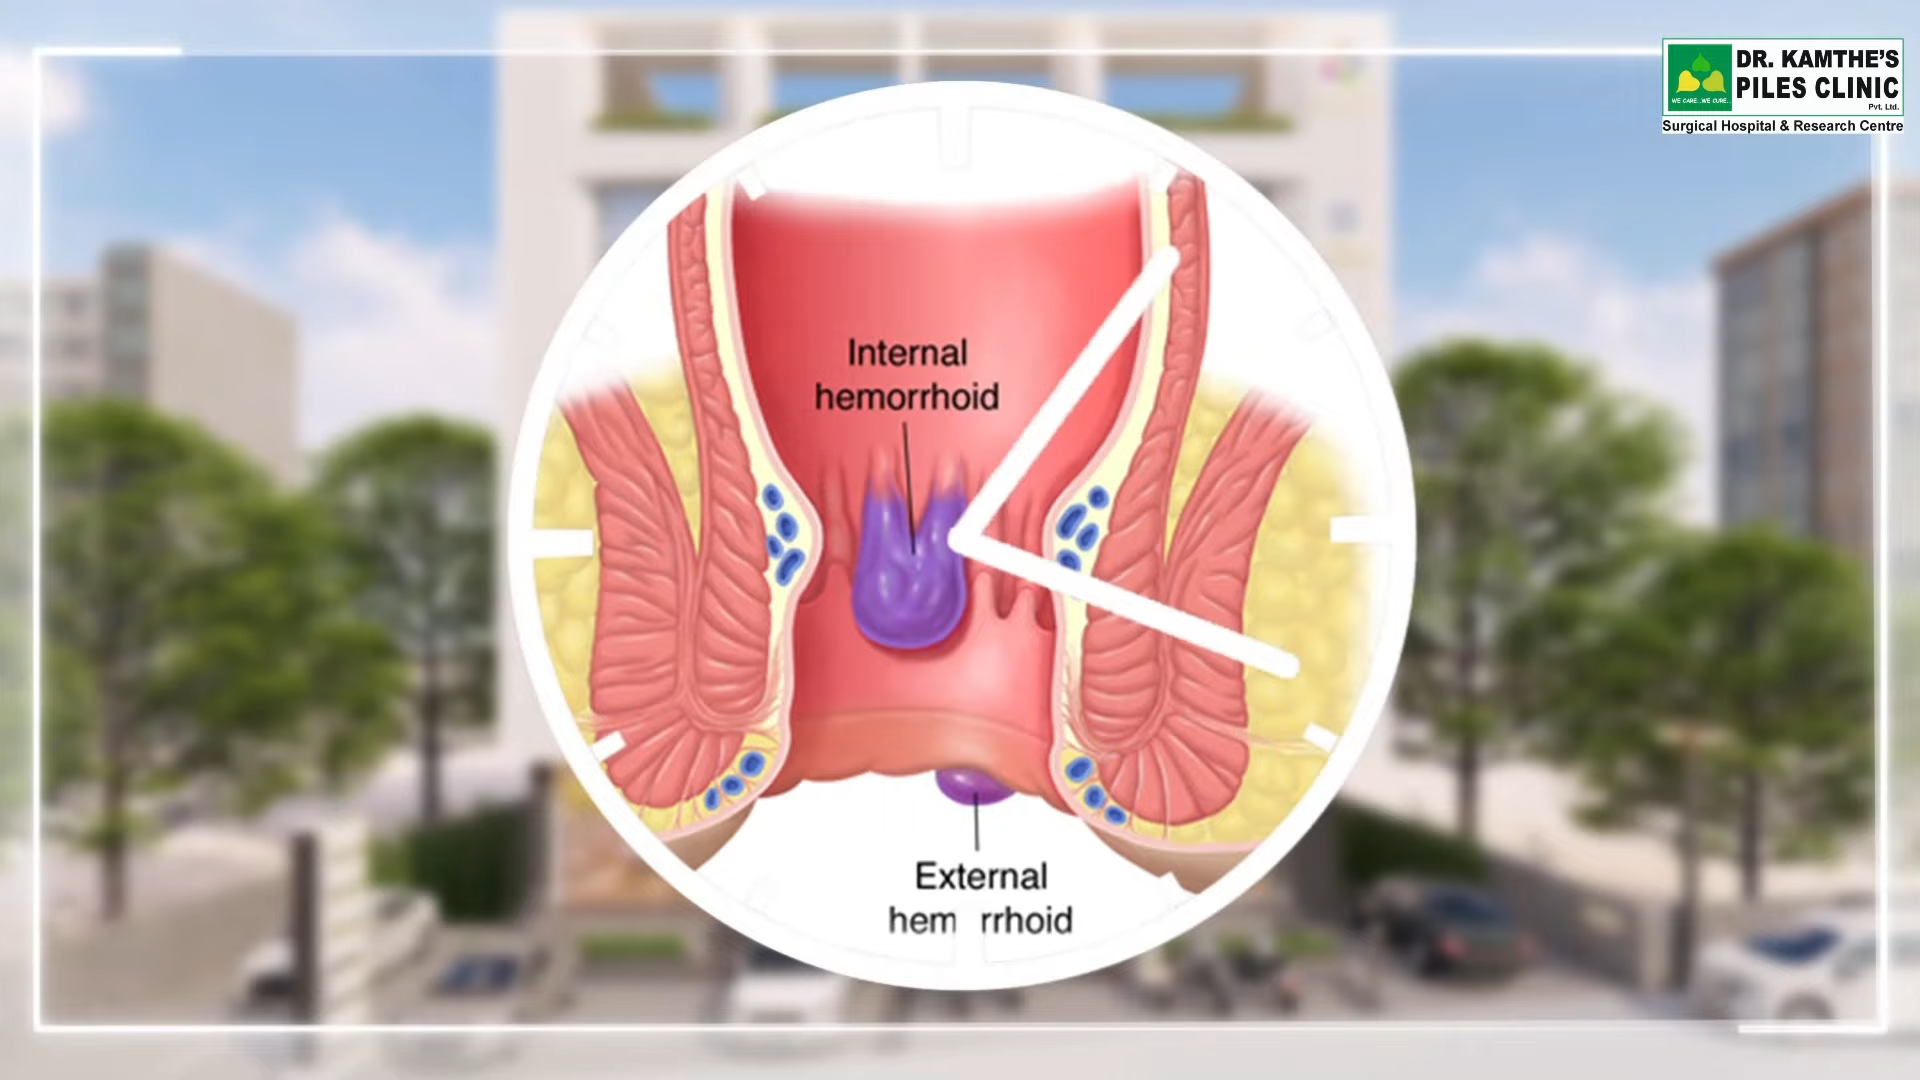 DR. KAMTHE'S
PILES CLINIC
Pvt. Ltd.
WE CARE...WE CURE..
Surgical Hospital & Research Centre
Internal
hemorrhoid
External
hem rrhoid